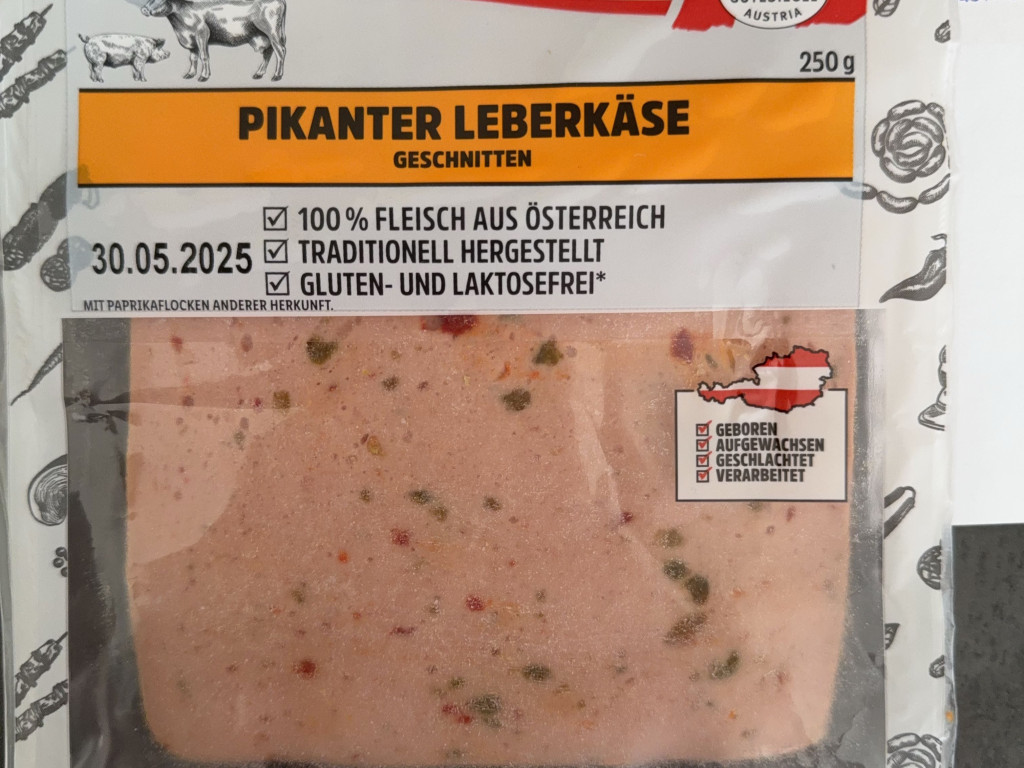 AUSTRIA
250 g
PIKANTER LEBERKÄSE
GESCHNITTEN
100 % FLEISCH AUS ÖSTERREICH
TRADITIONELL HERGESTELLT
30.05.2025
GLUTEN- UND LAKTOSEFREI*
MIT PAPRIKAFLOCKEN ANDERER HERKUNFT.
GEBOREN
AUFGEWACHSEN
GESCHLACHTET
VERARBEITET